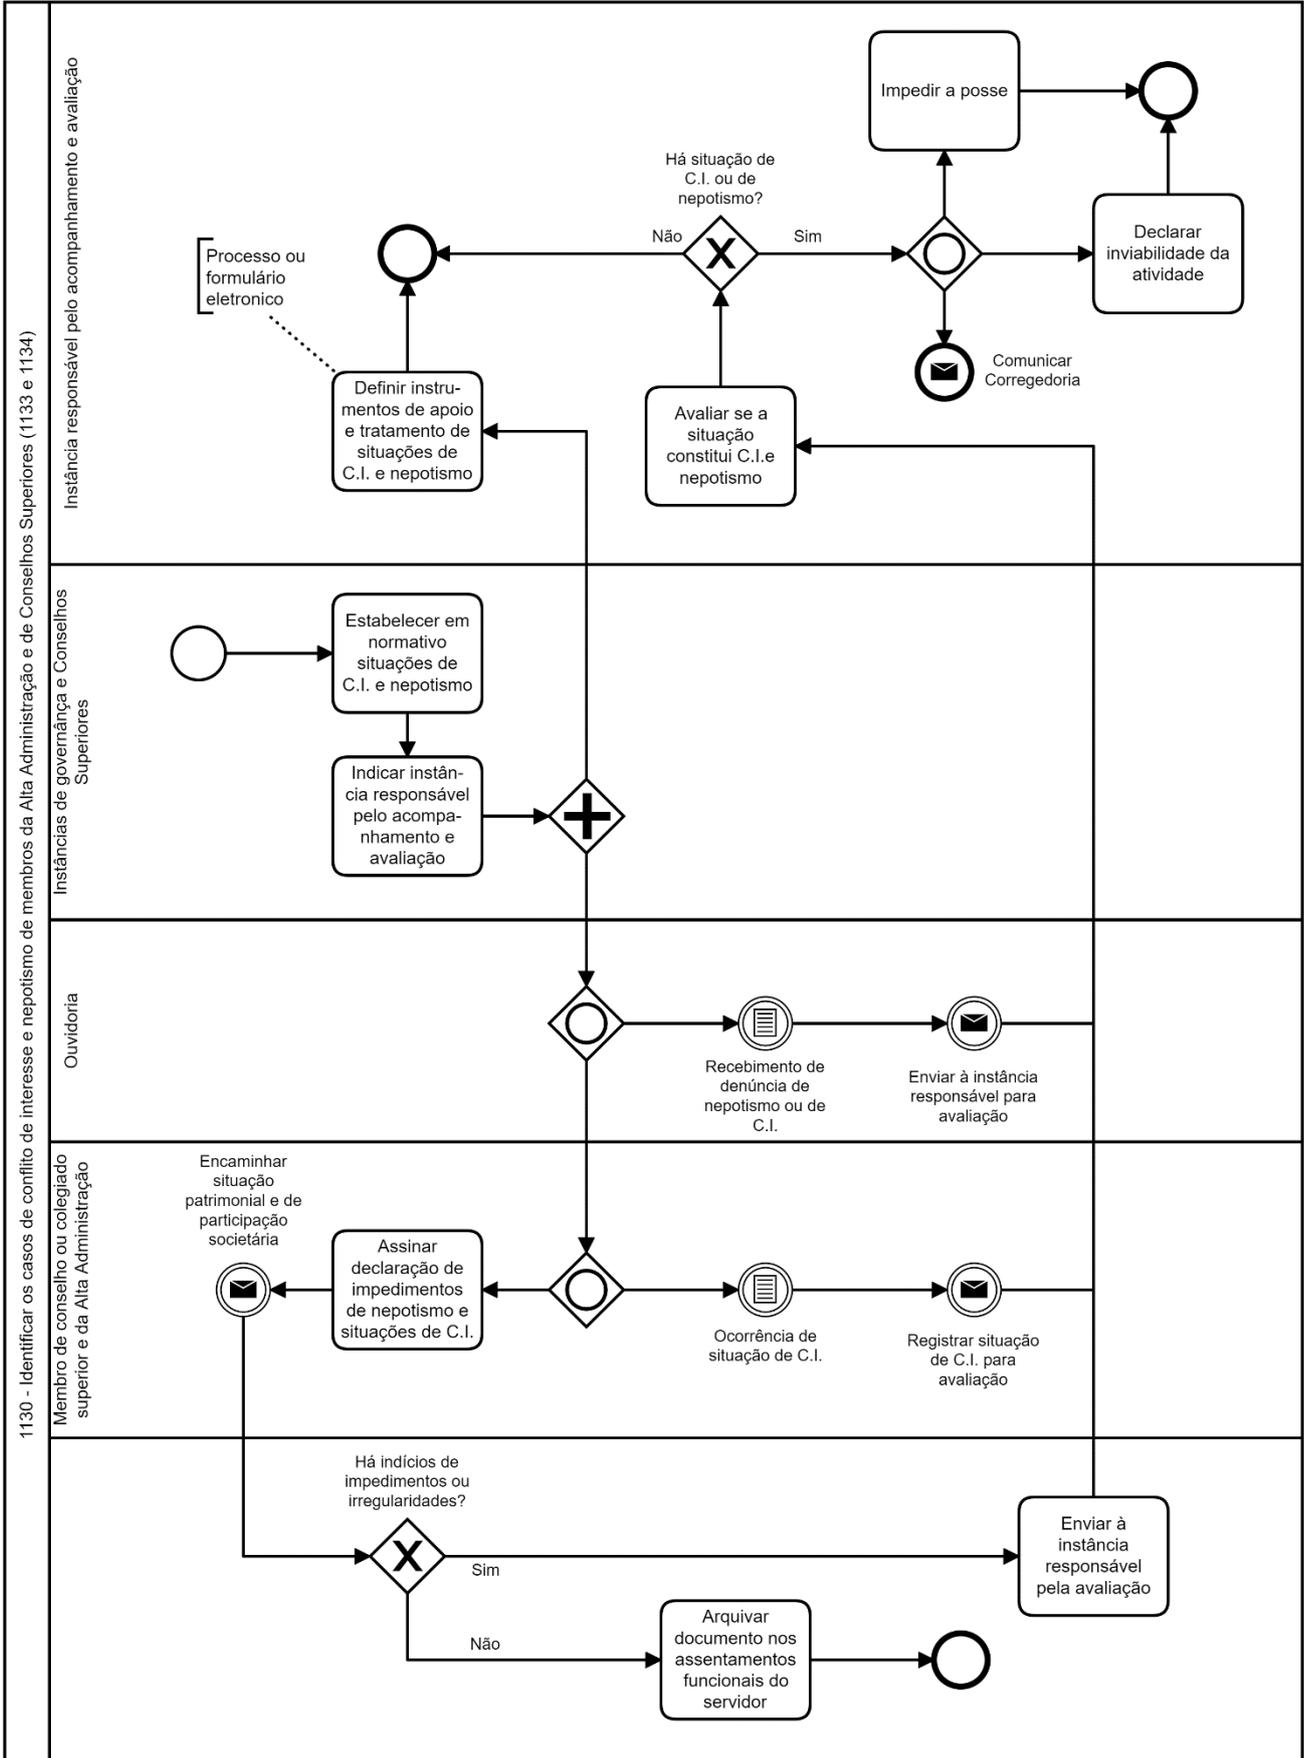 1130 - Identificar os casos de conflito de interesse e nepotismo de membros da Alta Administração e de Conselhos Superiores (1133 e 1134)
Instância responsável pelo acompanhamento e avaliação
Impedir a posse
Há situação de
C.I. ou de
nepotismo?
Não
Sim
Declarar
inviabilidade da
atividade
Processo ou
formulário
eletronico
Comunicar
Corregedoria
Definir instru-
mentos de apoio
e tratamento de
situações de
C.I. e nepotismo
Avaliar se a
situação
constitui C.I.e
nepotismo
Instâncias de governânça e Conselhos
Superiores
Estabelecer em
normativo
situações de
C.I. e nepotismo
Indicar instân-
cia responsável
pelo acompa-
nhamento e
avaliação
Ouvidoria
Recebimento de
denúncia de
nepotismo ou de
C.I.
Enviar à instância
responsável para
avaliação
Membro de conselho ou colegiado
superior e da Alta Administração
Encaminhar
situação
patrimonial e de
participação
societária
Assinar
declaração de
impedimentos
de nepotismo e
situações de C.I.
Ocorrência de
situação de C.I.
Registrar situação
de C.I. para
avaliação
Há indícios de
impedimentos ou
irregularidades?
Sim
Enviar à
instância
responsável
pela avaliação
Não
Arquivar
documento nos
assentamentos
funcionais do
servidor